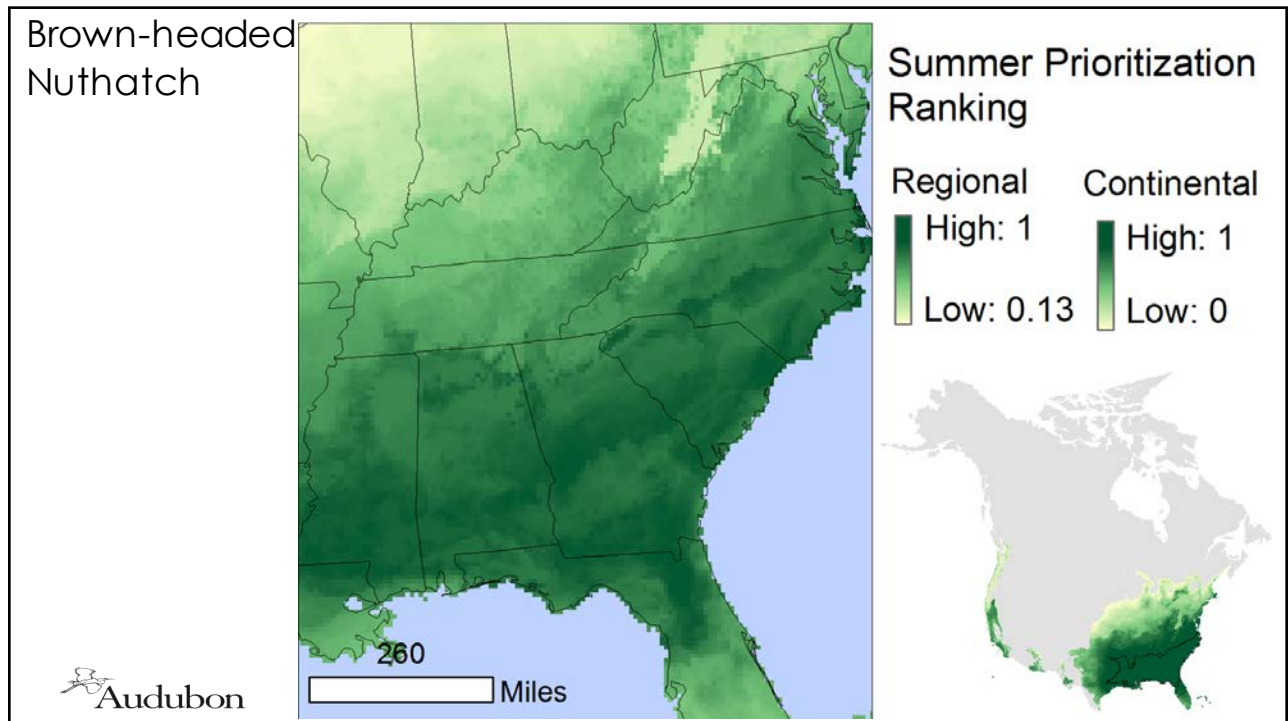 Brown-headed
Nuthatch
Summer Prioritization
Ranking
Regional
High: 1
Low: 0.13
Continental
High: 1
Low: 0
260
Miles
Audubon